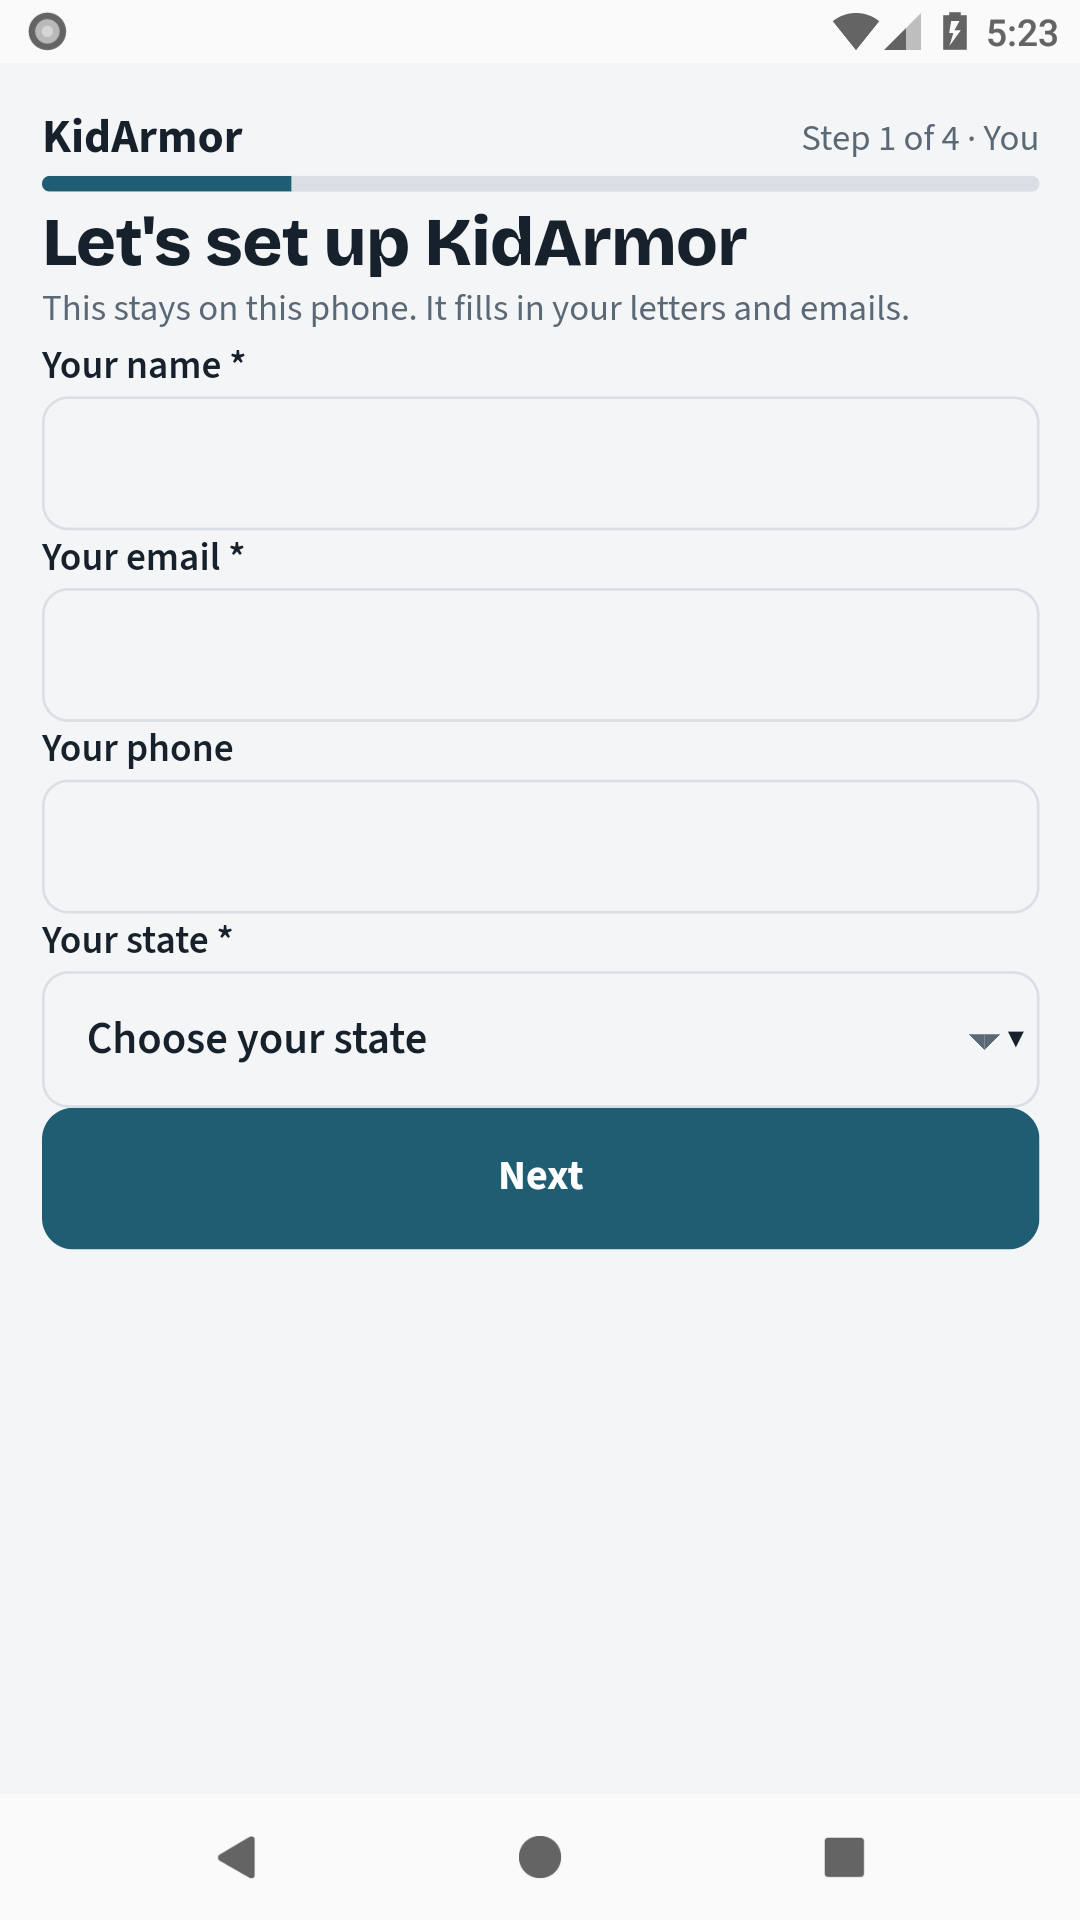 5:23
KidArmor
Step 1 of 4 · You
Let's set up KidArmor
This stays on this phone. It fills in your letters and emails.
Your name *
Your email *
Your phone
Your state *
Choose your state
Next